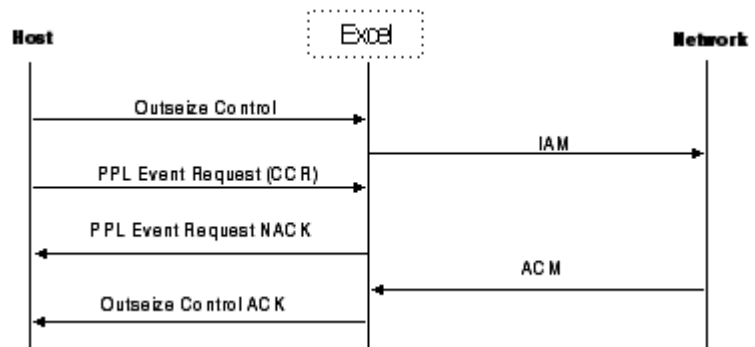 Host
Excel
Network
Outseize Control
IAM
PPL Event Request (CCR)
PPL Event Request NACK
ACM
Outseize Control ACK